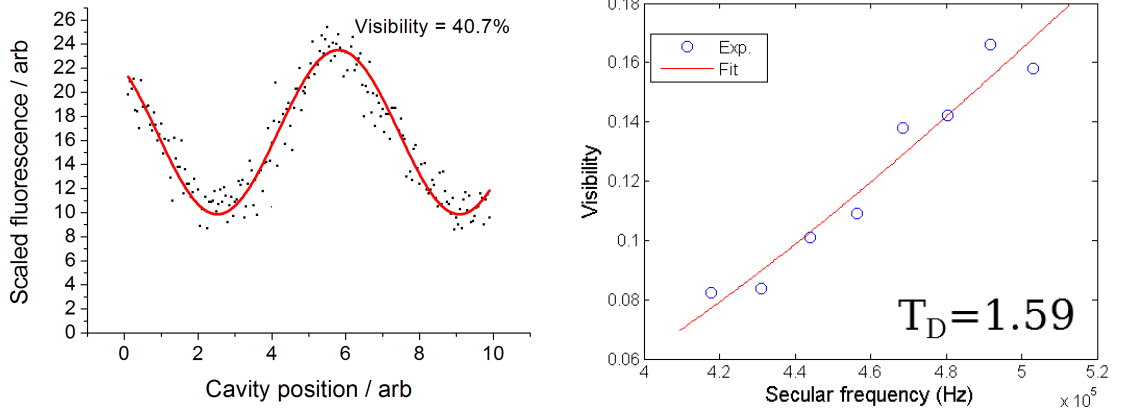 Visibility = 40.7%
Scaled fluorescence / arb
26
24
22
20
18
16
14
12
10
8
6
4
2
0
0 2 4 6 8 10
Cavity position / arb
0.18
0.16
0.14
0.12
0.1
0.08
0.06
Visibility
Exp.
Fit
T_D=1.59
4 4.2 4.4 4.6 4.8 5 5.2
Secular frequency (Hz)
x 10^5